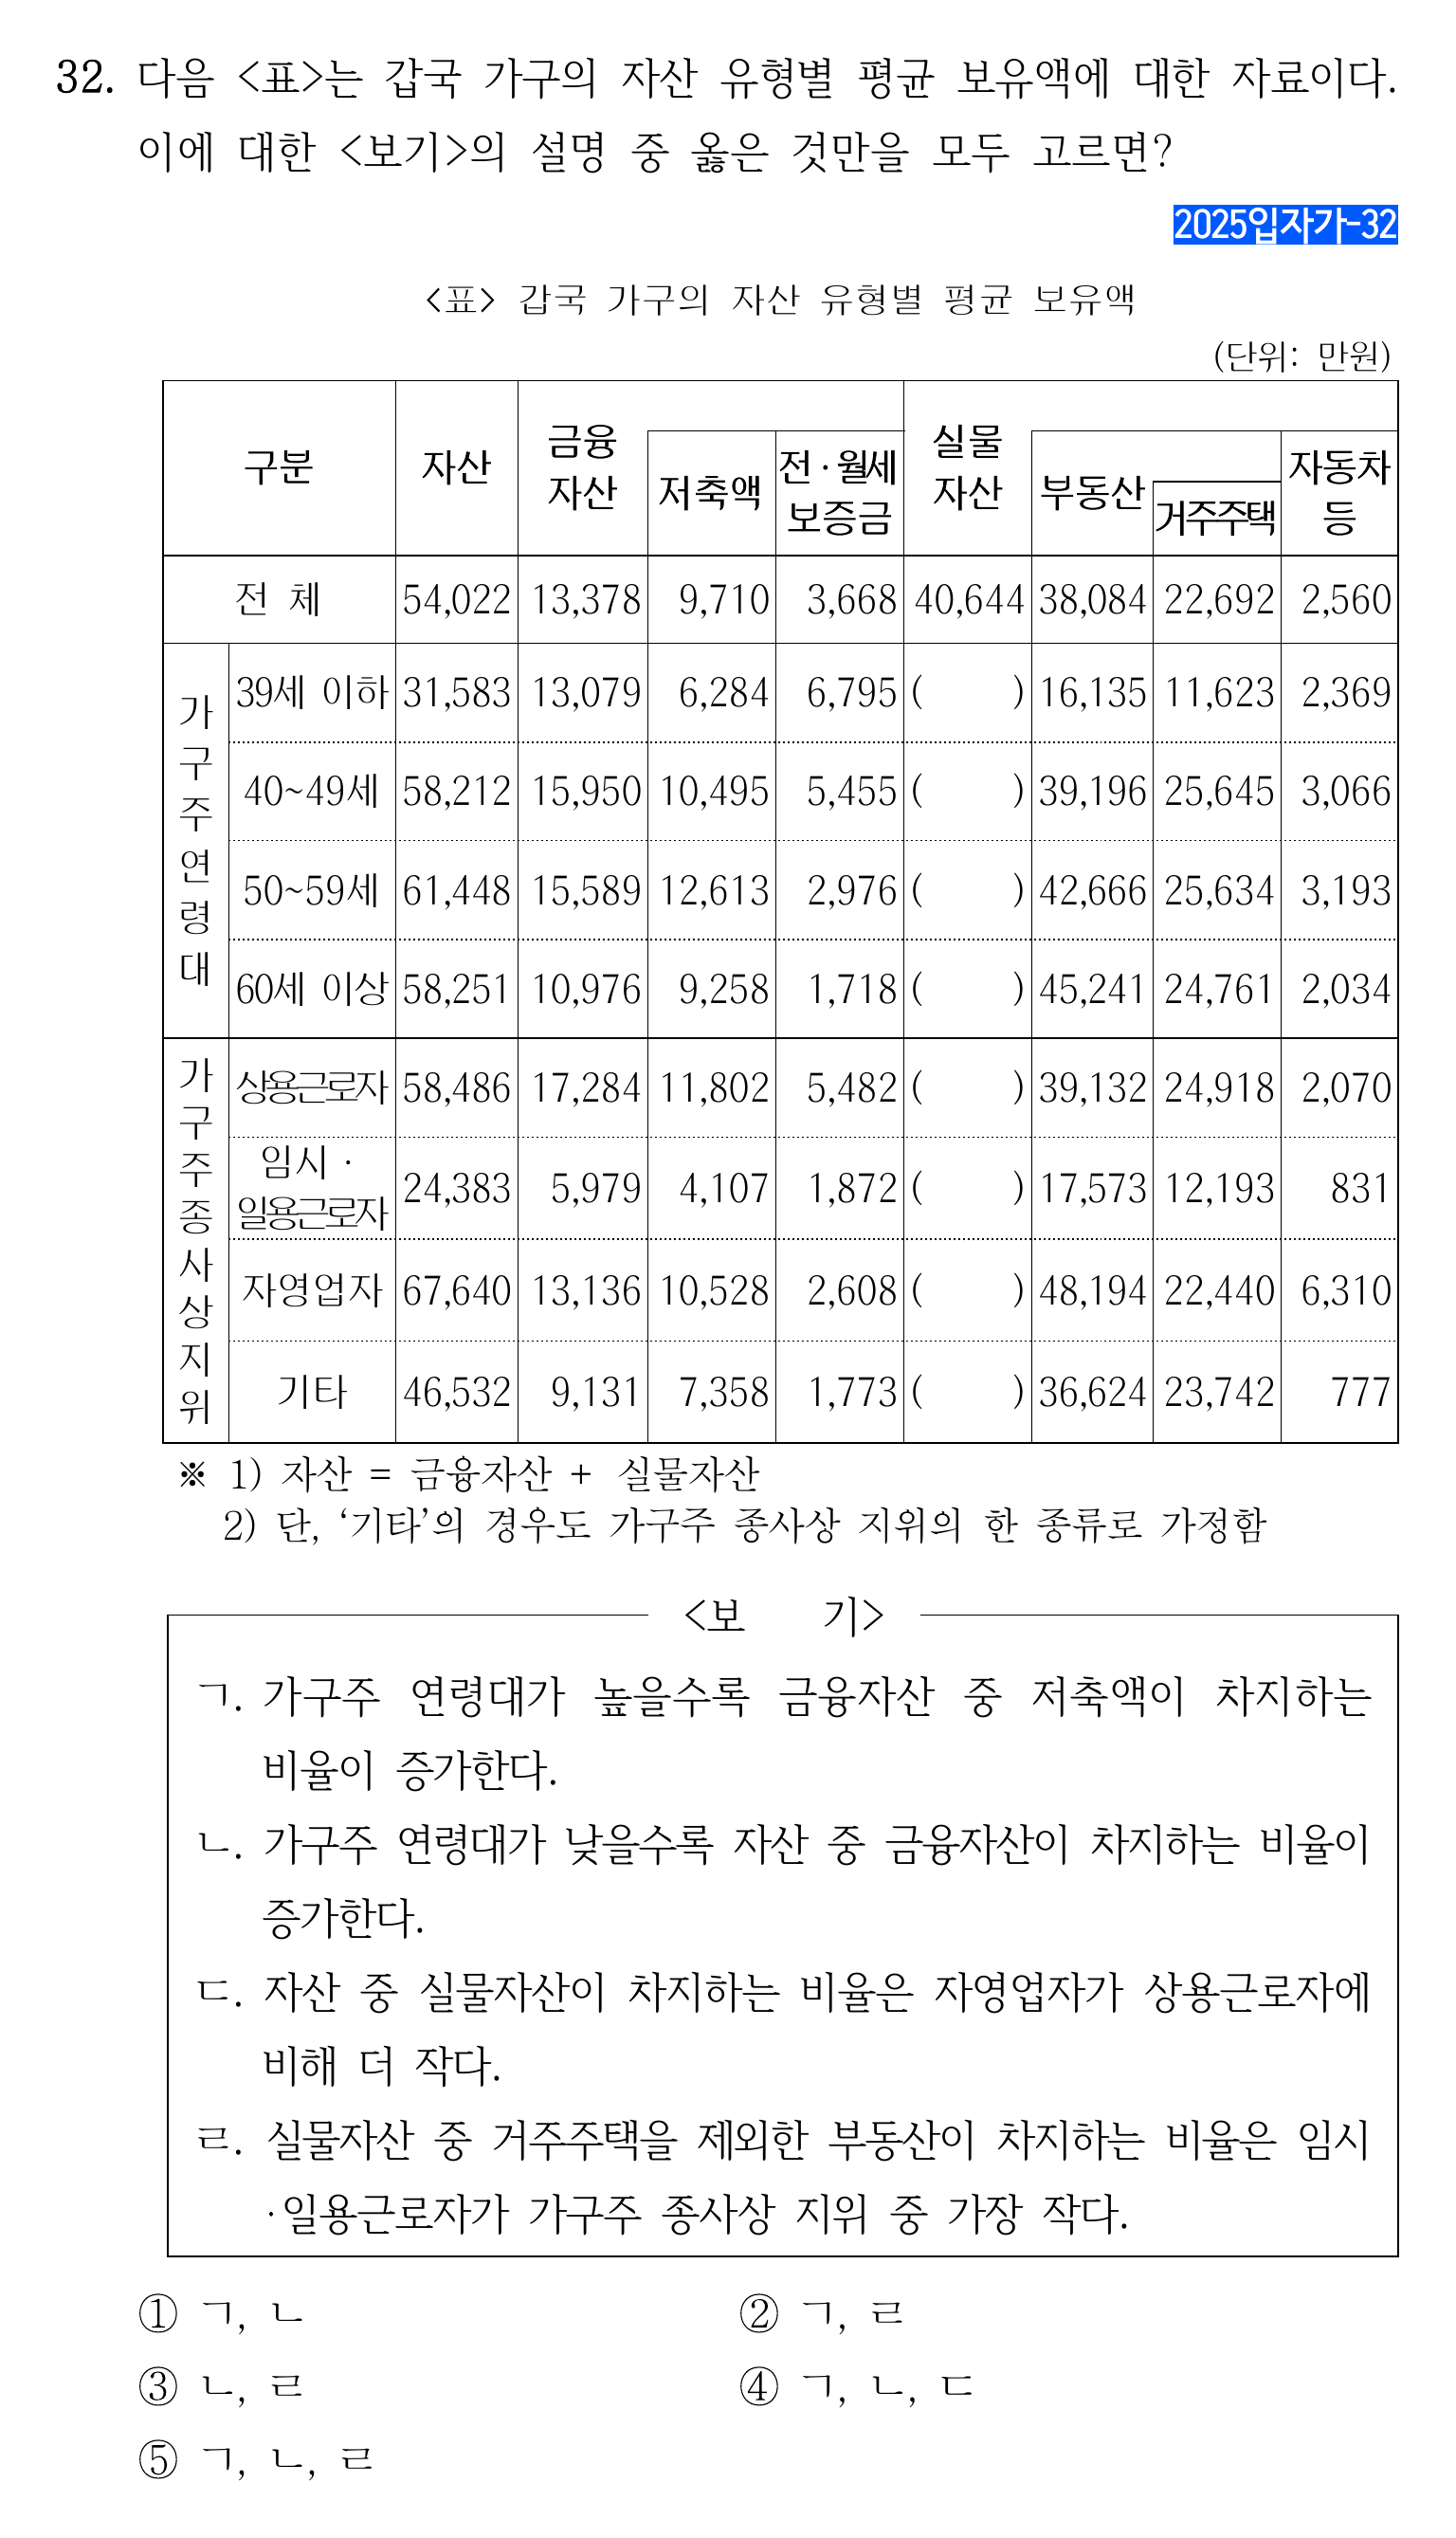 32. 다음 <표>는 갑국 가구의 자산 유형별 평균 보유액에 대한 자료이다.
이에 대한 <보기>의 설명 중 옳은 것만을 모두 고르면?
2025입자가-32
<표> 갑국 가구의 자산 유형별 평균 보유액
(단위: 만원)
구분 자산 금융자산 저축액 전·월세보증금 실물자산 부동산 거주주택 자동차등
전 체 54,022 13,378 9,710 3,668 40,644 38,084 22,692 2,560
가구주연령대
39세 이하 31,583 13,079 6,284 6,795 ( ) 16,135 11,623 2,369
40~49세 58,212 15,950 10,495 5,455 ( ) 39,196 25,645 3,066
50~59세 61,448 15,589 12,613 2,976 ( ) 42,666 25,634 3,193
60세 이상 58,251 10,976 9,258 1,718 ( ) 45,241 24,761 2,034
가구주종사상지위
상용근로자 58,486 17,284 11,802 5,482 ( ) 39,132 24,918 2,070
임시·일용근로자 24,383 5,979 4,107 1,872 ( ) 17,573 12,193 831
자영업자 67,640 13,136 10,528 2,608 ( ) 48,194 22,440 6,310
기타 46,532 9,131 7,358 1,773 ( ) 36,624 23,742 777
※ 1) 자산 = 금융자산 + 실물자산
2) 단, ‘기타’의 경우도 가구주 종사상 지위의 한 종류로 가정함
<보 기>
ㄱ. 가구주 연령대가 높을수록 금융자산 중 저축액이 차지하는
비율이 증가한다.
ㄴ. 가구주 연령대가 낮을수록 자산 중 금융자산이 차지하는 비율이
증가한다.
ㄷ. 자산 중 실물자산이 차지하는 비율은 자영업자가 상용근로자에
비해 더 작다.
ㄹ. 실물자산 중 거주주택을 제외한 부동산이 차지하는 비율은 임시
·일용근로자가 가구주 종사상 지위 중 가장 작다.
① ㄱ, ㄴ ② ㄱ, ㄹ
③ ㄴ, ㄹ ④ ㄱ, ㄴ, ㄷ
⑤ ㄱ, ㄴ, ㄹ